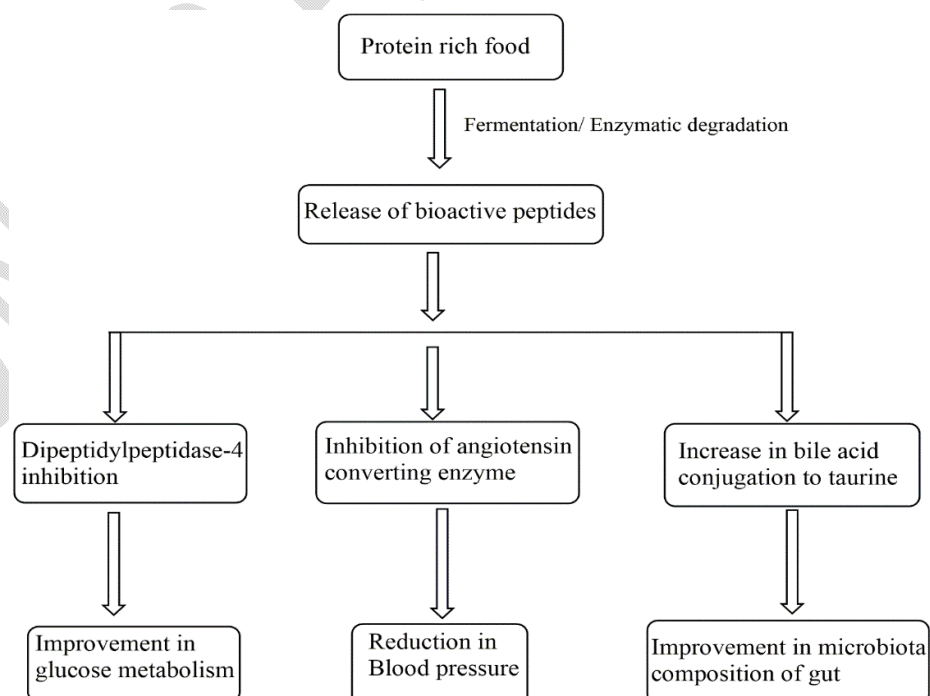 Protein rich food
Fermentation/ Enzymatic degradation
Release of bioactive peptides
Dipeptidylpeptidase-4
inhibition
Inhibition of angiotensin
converting enzyme
Increase in bile acid
conjugation to taurine
Improvement in
glucose metabolism
Reduction in
Blood pressure
Improvement in microbiota
composition of gut